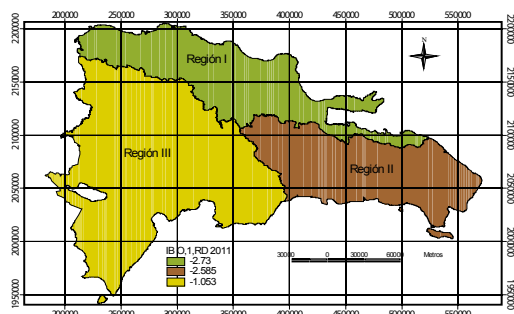 200000 250000 300000 350000 400000 450000 500000 550000
2200000 2200000
2150000 2150000
2100000 2100000
2050000 2050000
2000000 2000000
1950000 1950000
N
Región I
Región III
Región II
IB O,1,RD 2011
-2.73
-2.585
-1.053
30000 0 30000 60000 Metros
200000 250000 300000 350000 400000 450000 500000 550000